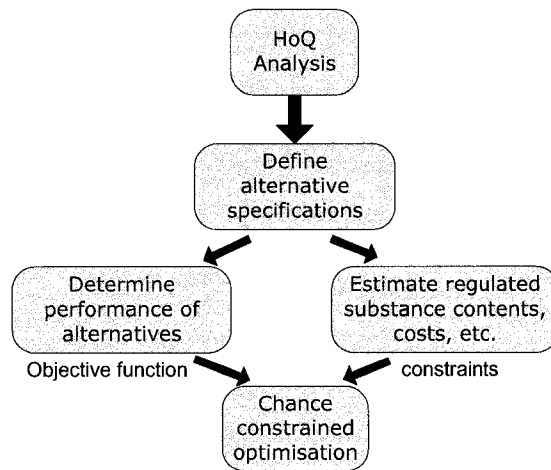 HoQ
Analysis
Define
alternative
specifications
Determine
performance of
alternatives
Estimate regulated
substance contents,
costs, etc.
Objective function
constraints
Chance
constrained
optimisation